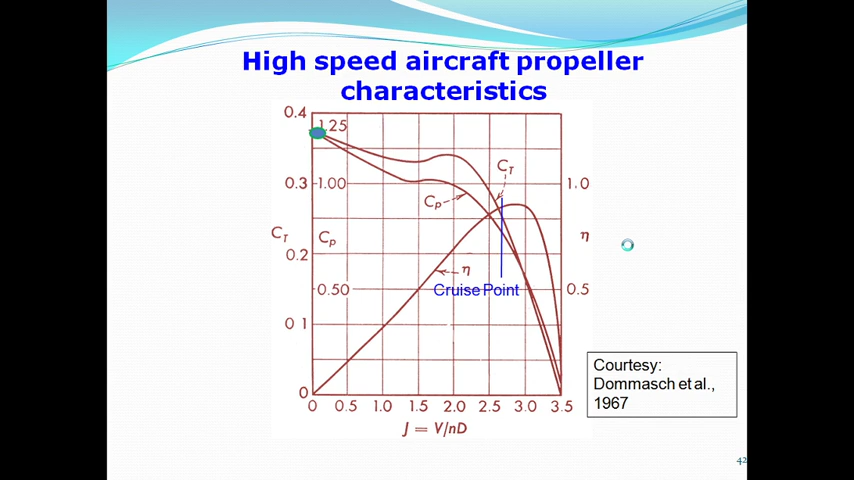 High speed aircraft propeller
characteristics
0.4
1.25
0.3
1.00
1.0
C_T
C_P
C_T
C_P
η
0.2
η
0.50
Cruise Point
0.5
0 1
0
0 0.5 1.0 1.5 2.0 2.5 3.0 3.5
J = V/nD
Courtesy:
Dommasch et al.,
1967
42